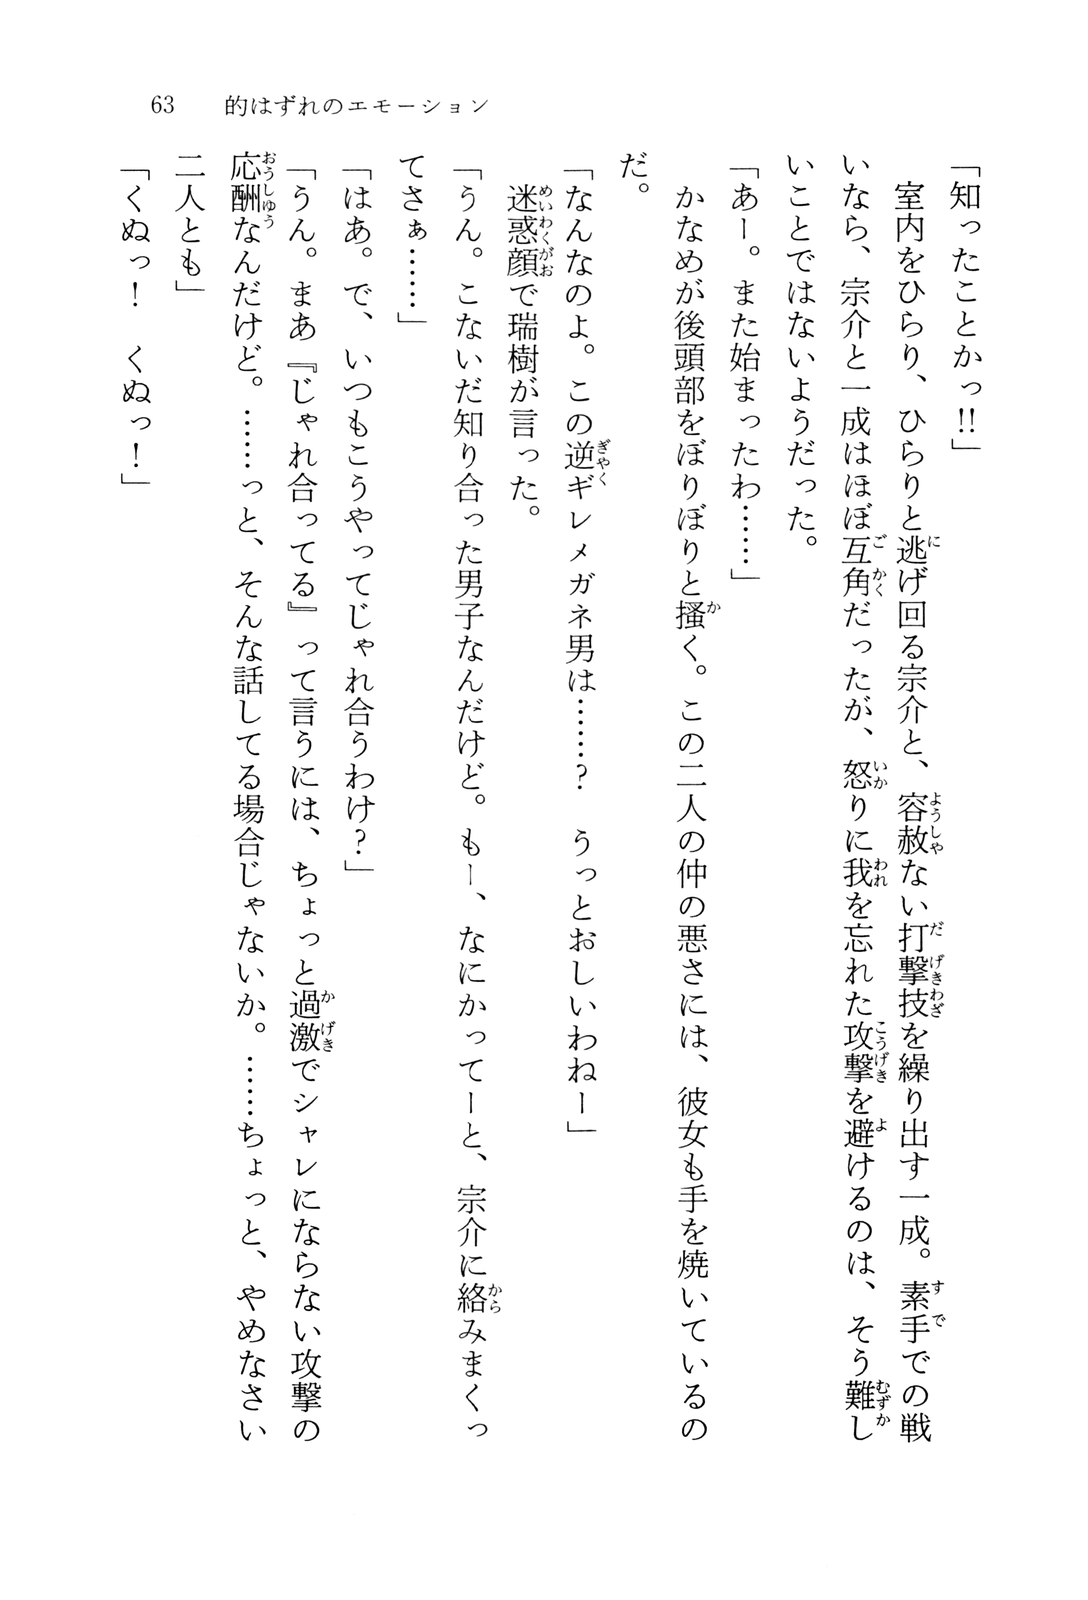 63　的はずれのエモーション
「知ったことかっ!!」
　室内をひらり、ひらりと逃げ回る宗介と、容赦ない打撃技を繰り出す一成。素手での戦
いなら、宗介と一成はほぼ互角だったが、怒りに我を忘れた攻撃を避けるのは、そう難し
いことではないようだった。
「あー。また始まったわ……」
　かなめが後頭部をぼりぼりと掻く。この二人の仲の悪さには、彼女も手を焼いているの
だ。
「なんなのよ。この逆ギレメガネ男は……？　うっとおしいわねー」
　迷惑顔で瑞樹が言った。
「うん。こないだ知り合った男子なんだけど。もー、なにかってーと、宗介に絡みまくっ
てさぁ……」
「はあ。で、いつもこうやってじゃれ合うわけ？」
「うん。まあ『じゃれ合ってる』って言うには、ちょっと過激でシャレにならない攻撃の
応酬なんだけど。……っと、そんな話してる場合じゃないか。……ちょっと、やめなさい
二人とも」
「くぬっ！　くぬっ！」